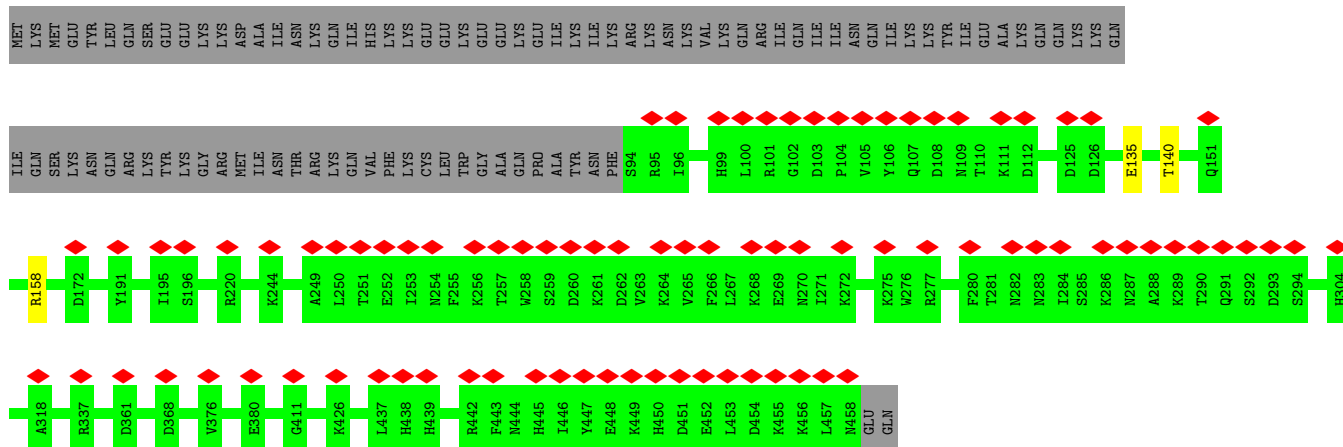 MET LYS MET GLU TYR LEU GLN SER GLU GLU LYS LYS ASP ALA ILE ASN LYS GLN ILE HIS LYS LYS GLU GLU LYS GLU GLU LYS GLU ILE LYS ILE LYS ARG LYS ASN LYS VAL LYS GLN ARG ILE GLN ILE ILE ASN GLN ILE LYS LYS TYR ILE GLU ALA LYS GLN GLN LYS LYS GLN
ILE GLN SER LYS ASN GLN ARG LYS TYR LYS GLY ARG MET ILE ASN THR ARG LYS GLN VAL PHE LYS CYS LEU TRP GLY ALA GLN PRO ALA TYR ASN PHE S94 R95 I96 H99 L100 R101 G102 D103 P104 V105 Y106 Q107 D108 N109 T110 K111 D112 D125 D126 E135 T140 Q151
R158 D172 Y191 I195 S196 R220 K244 A249 L250 T251 E252 I253 N254 F255 K256 T257 W258 S259 D260 K261 D262 V263 K264 V265 F266 L267 K268 E269 N270 I271 K272 K275 W276 R277 F280 T281 N282 N283 I284 S285 K286 N287 A288 K289 T290 Q291 S292 D293 S294 H304
A318 R337 D361 D368 V376 E380 G411 K426 L437 H438 H439 R442 F443 N444 H445 I446 Y447 E448 K449 H450 D451 E452 L453 D454 K455 K456 L457 N458 GLU GLN